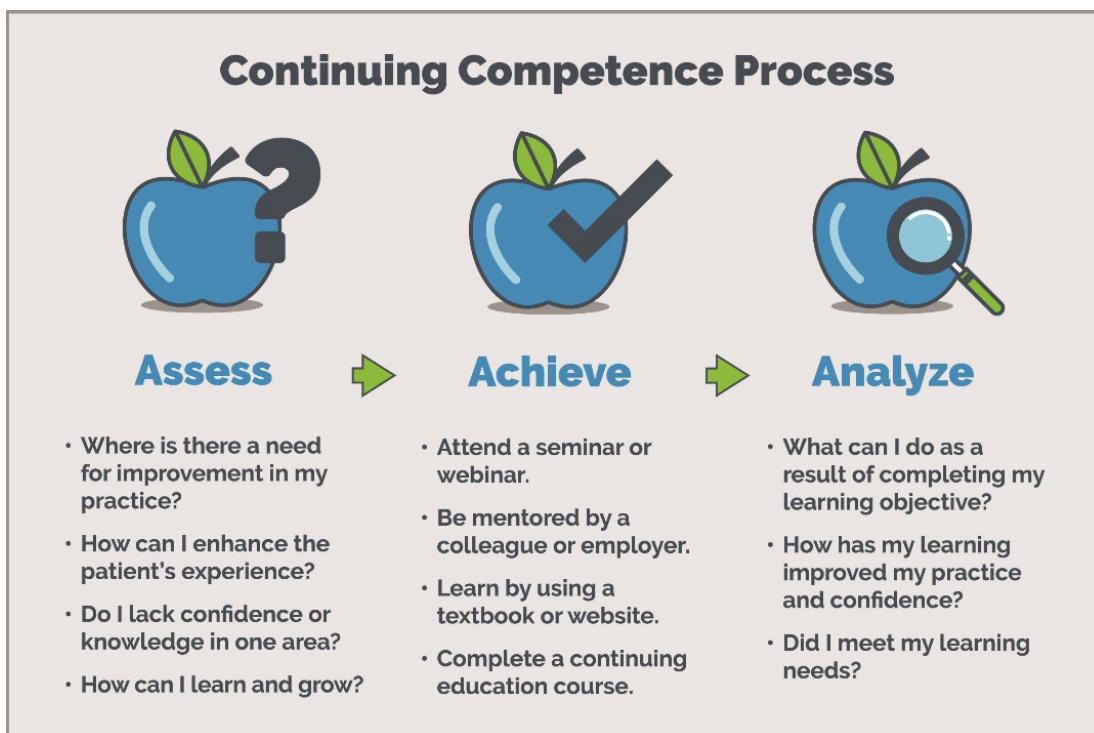 Continuing Competence Process
Assess
• Where is there a need
for improvement in my
practice?
• How can I enhance the
patient's experience?
• Do I lack confidence or
knowledge in one area?
• How can I learn and grow?
Achieve
• Attend a seminar or
webinar.
• Be mentored by a
colleague or employer.
• Learn by using a
textbook or website.
• Complete a continuing
education course.
Analyze
• What can I do as a
result of completing my
learning objective?
• How has my learning
improved my practice
and confidence?
• Did I meet my learning
needs?